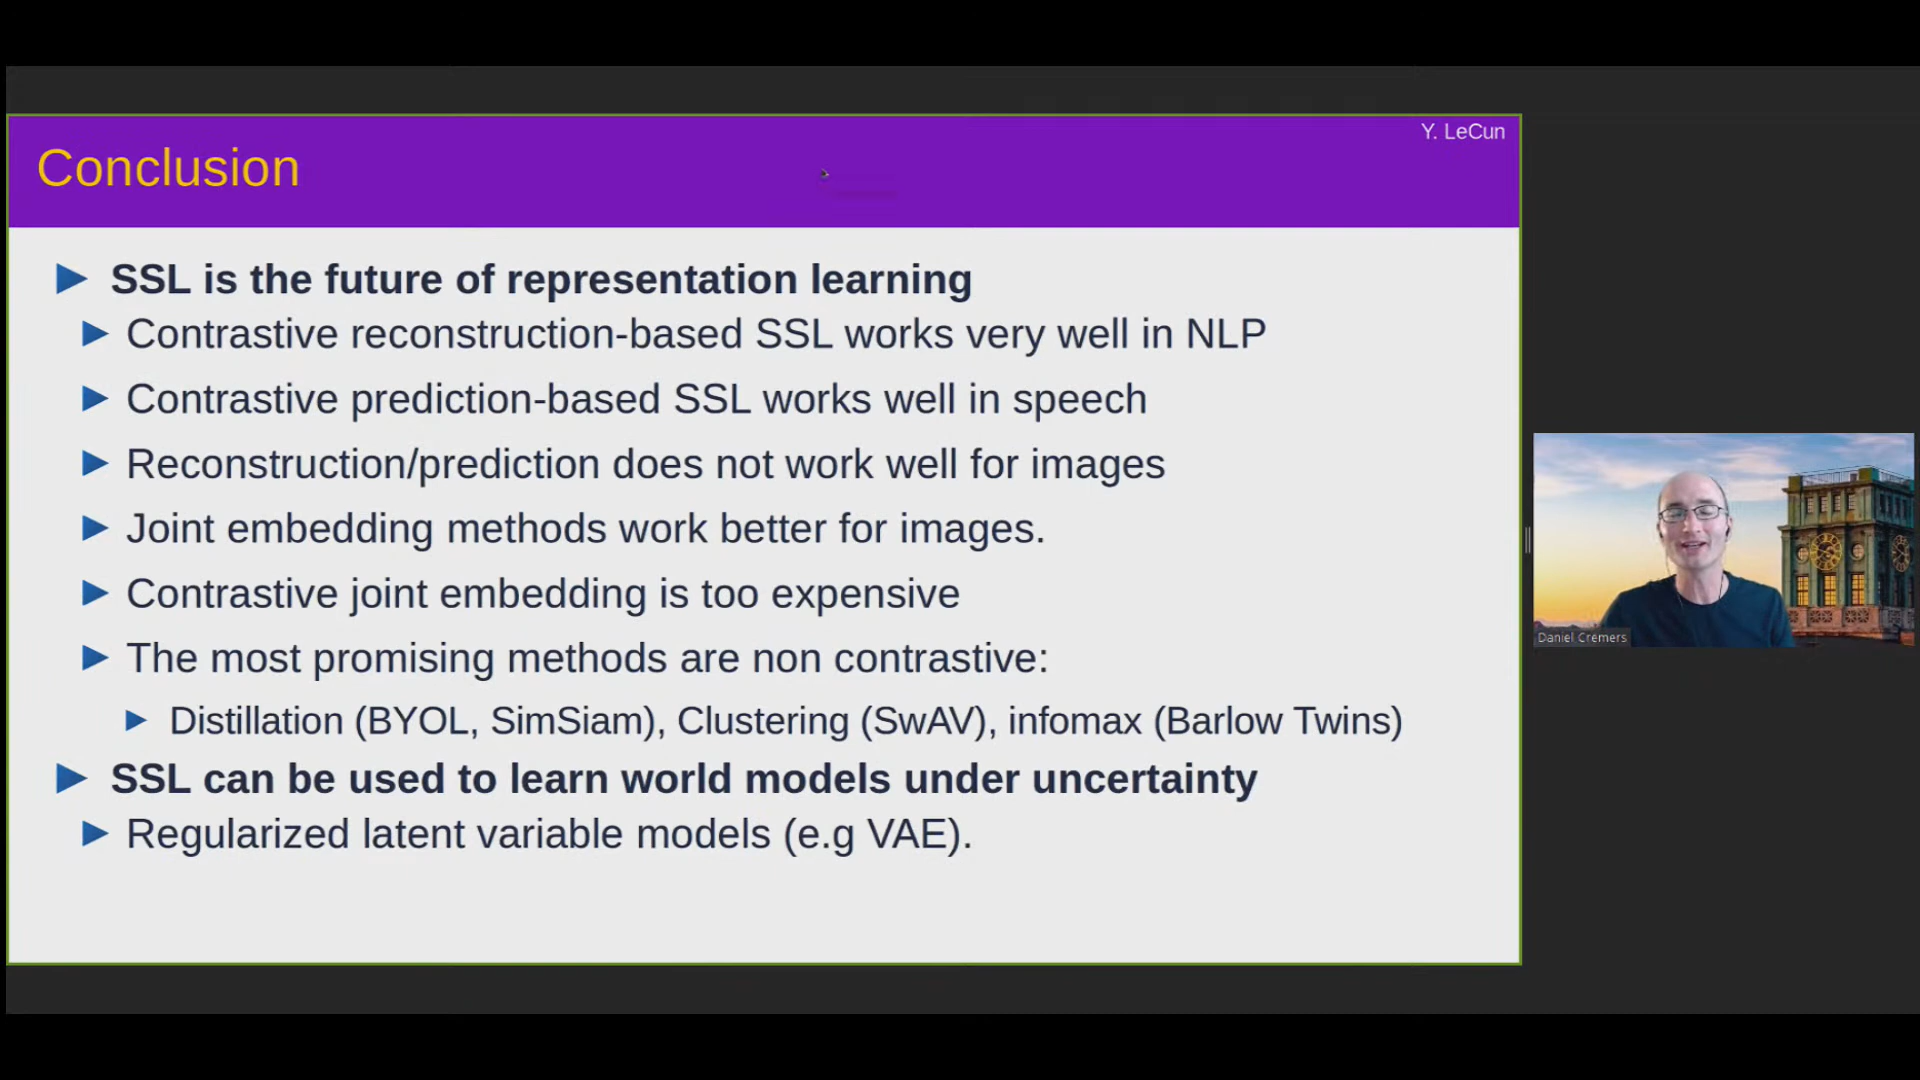 Y. LeCun
Conclusion
SSL is the future of representation learning
Contrastive reconstruction-based SSL works very well in NLP
Contrastive prediction-based SSL works well in speech
Reconstruction/prediction does not work well for images
Joint embedding methods work better for images.
Contrastive joint embedding is too expensive
The most promising methods are non contrastive:
Distillation (BYOL, SimSiam), Clustering (SwAV), infomax (Barlow Twins)
SSL can be used to learn world models under uncertainty
Regularized latent variable models (e.g VAE).
Daniel Cremers